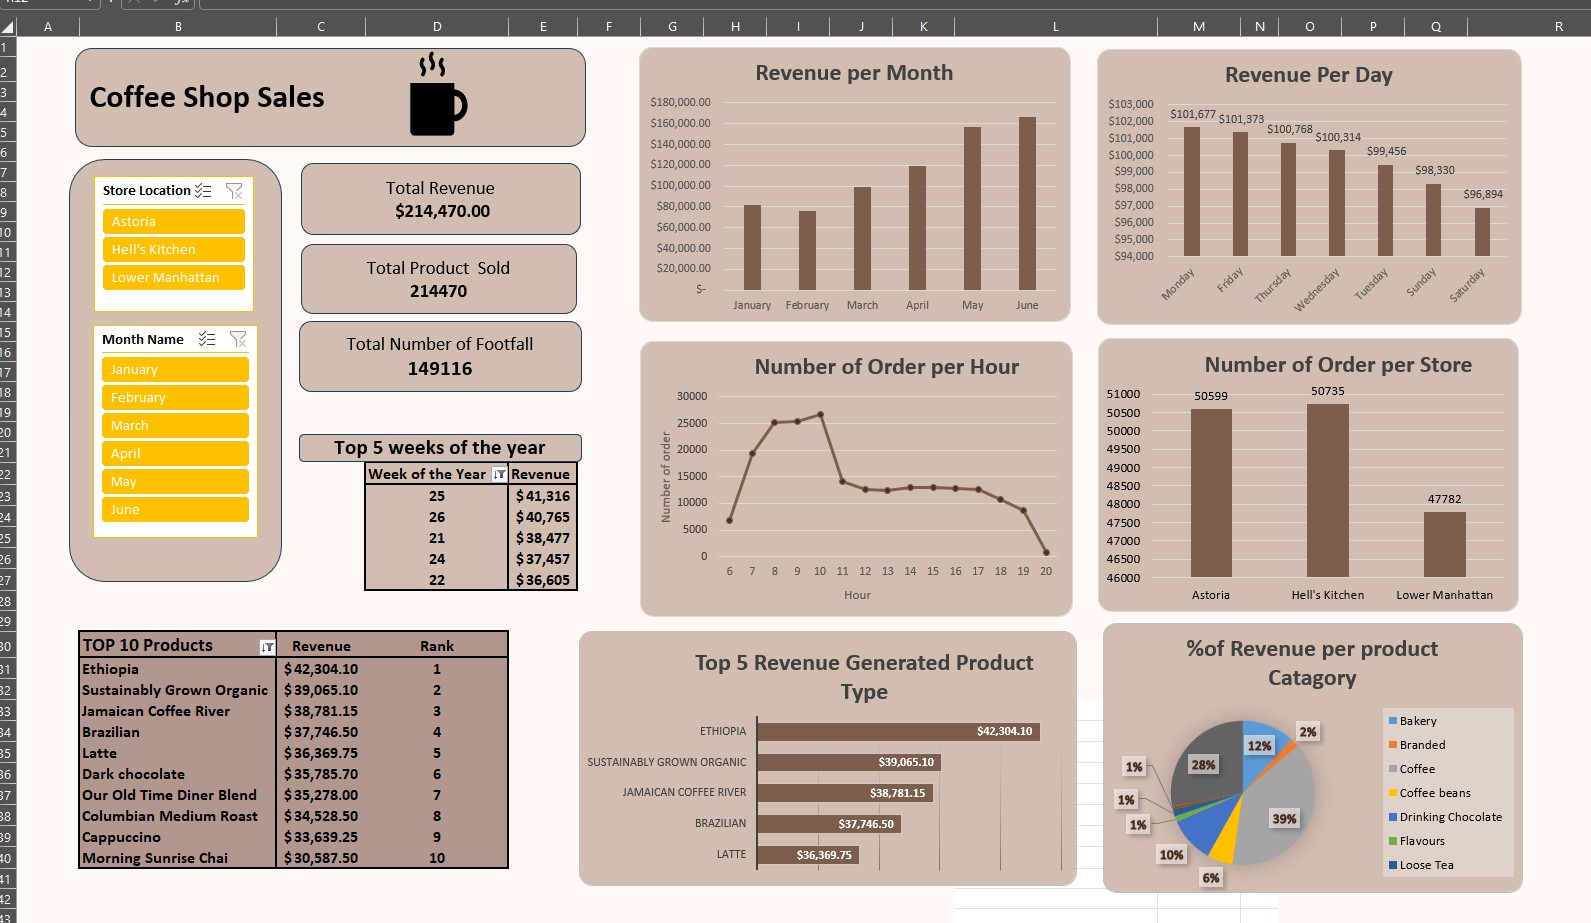 A B C D E F G H I J K L M N O P Q R
Coffee Shop Sales
Store Location
Astoria
Hell's Kitchen
Lower Manhattan
Month Name
January
February
March
April
May
June
Total Revenue
$214,470.00
Total Product Sold
214470
Total Number of Footfall
149116
Top 5 weeks of the year
Week of the Year Revenue
25 $ 41,316
26 $ 40,765
21 $ 38,477
24 $ 37,457
22 $ 36,605
TOP 10 Products Revenue Rank
Ethiopia $ 42,304.10 1
Sustainably Grown Organic $ 39,065.10 2
Jamaican Coffee River $ 38,781.15 3
Brazilian $ 37,746.50 4
Latte $ 36,369.75 5
Dark chocolate $ 35,785.70 6
Our Old Time Diner Blend $ 35,278.00 7
Columbian Medium Roast $ 34,528.50 8
Cappuccino $ 33,639.25 9
Morning Sunrise Chai $ 30,587.50 10
Revenue per Month
$180,000.00
$160,000.00
$140,000.00
$120,000.00
$100,000.00
$80,000.00
$60,000.00
$40,000.00
$20,000.00
$-
January February March April May June
Revenue Per Day
$103,000
$102,000
$101,000
$100,000
$99,000
$98,000
$97,000
$96,000
$95,000
$94,000
$101,677 $101,373 $100,768 $100,314 $99,456 $98,330 $96,894
Monday Friday Thursday Wednesday Tuesday Sunday Saturday
Number of Order per Hour
Number of order
30000
25000
20000
15000
10000
5000
0
6 7 8 9 10 11 12 13 14 15 16 17 18 19 20
Hour
Number of Order per Store
51000
50500
50000
49500
49000
48500
48000
47500
47000
46500
46000
50599 50735 47782
Astoria Hell's Kitchen Lower Manhattan
Top 5 Revenue Generated Product
Type
ETHIOPIA $42,304.10
SUSTAINABLY GROWN ORGANIC $39,065.10
JAMAICAN COFFEE RIVER $38,781.15
BRAZILIAN $37,746.50
LATTE $36,369.75
%of Revenue per product
Catagory
12%
2%
39%
6%
10%
1%
1%
1%
28%
Bakery
Branded
Coffee
Coffee beans
Drinking Chocolate
Flavours
Loose Tea